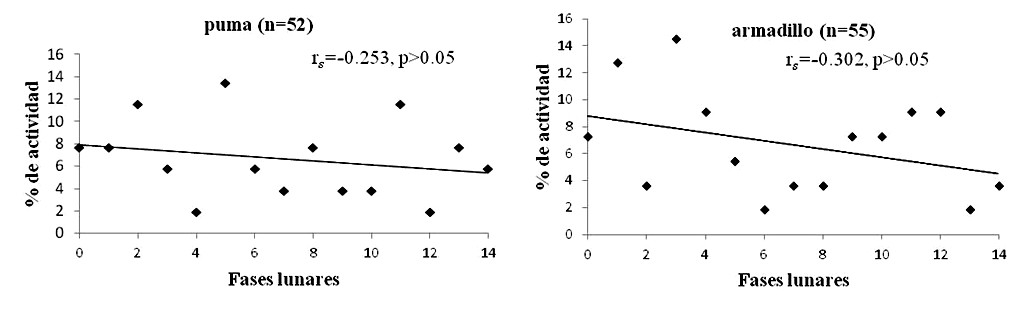 puma (n=52)
rs=-0.253, p>0.05
% de actividad
16
14
12
10
8
6
4
2
0
0 2 4 6 8 10 12 14
Fases lunares
armadillo (n=55)
rs=-0.302, p>0.05
% de actividad
16
14
12
10
8
6
4
2
0
0 2 4 6 8 10 12 14
Fases lunares